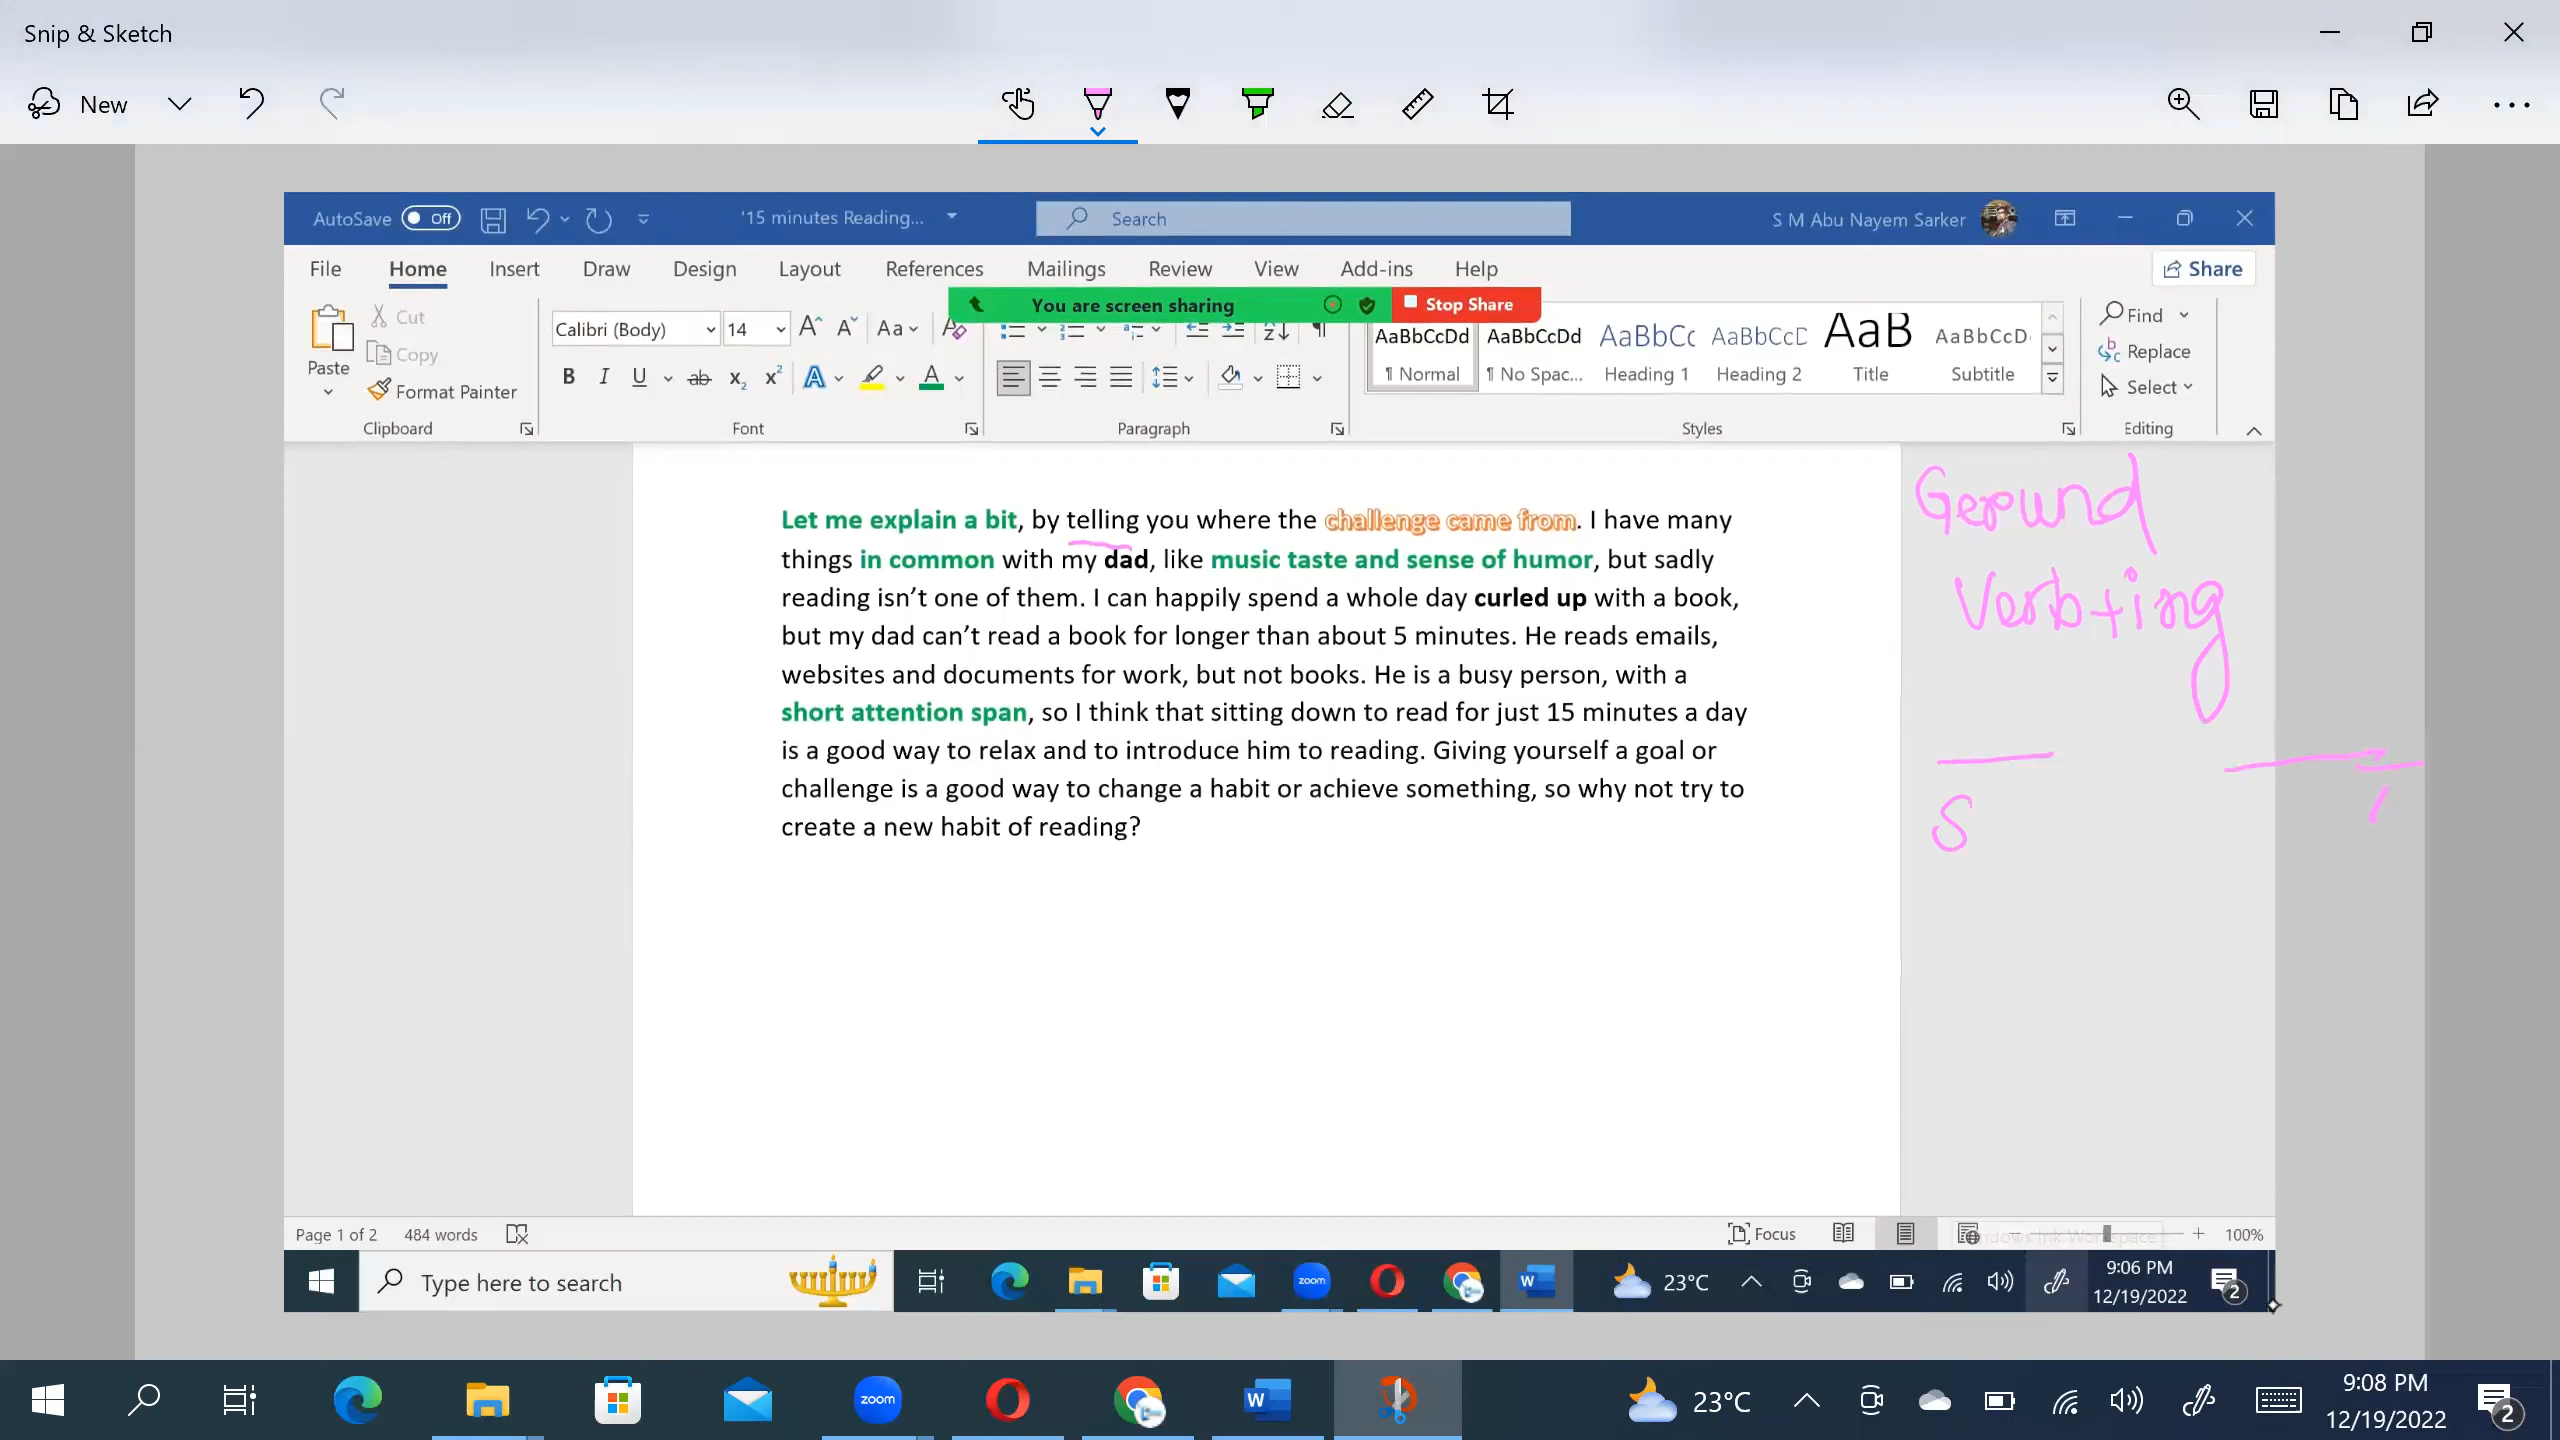 Snip & Sketch
New
AutoSave Off '15 minutes Reading... Search S M Abu Nayem Sarker
File Home Insert Draw Design Layout References Mailings Review View Add-ins Help Share
You are screen sharing Stop Share
Paste Cut Copy Format Painter
Clipboard
Calibri (Body) 14 A A Aa A
B I U ab x₂ x² A A
Font
Paragraph
AaBbCcDd AaBbCcDd AaBbCc AaBbCcD AaB AaBbCcD
¶ Normal ¶ No Spac... Heading 1 Heading 2 Title Subtitle
Styles
Find
Replace
Select
Editing
Let me explain a bit, by telling you where the challenge came from. I have many
things in common with my dad, like music taste and sense of humor, but sadly
reading isn’t one of them. I can happily spend a whole day curled up with a book,
but my dad can’t read a book for longer than about 5 minutes. He reads emails,
websites and documents for work, but not books. He is a busy person, with a
short attention span, so I think that sitting down to read for just 15 minutes a day
is a good way to relax and to introduce him to reading. Giving yourself a goal or
challenge is a good way to change a habit or achieve something, so why not try to
create a new habit of reading?
Gerund
Verb+ing
S
Page 1 of 2 484 words Focus 100%
Type here to search zoom W 23°C 9:06 PM
12/19/2022 2
zoom W 23°C 9:08 PM
12/19/2022 2